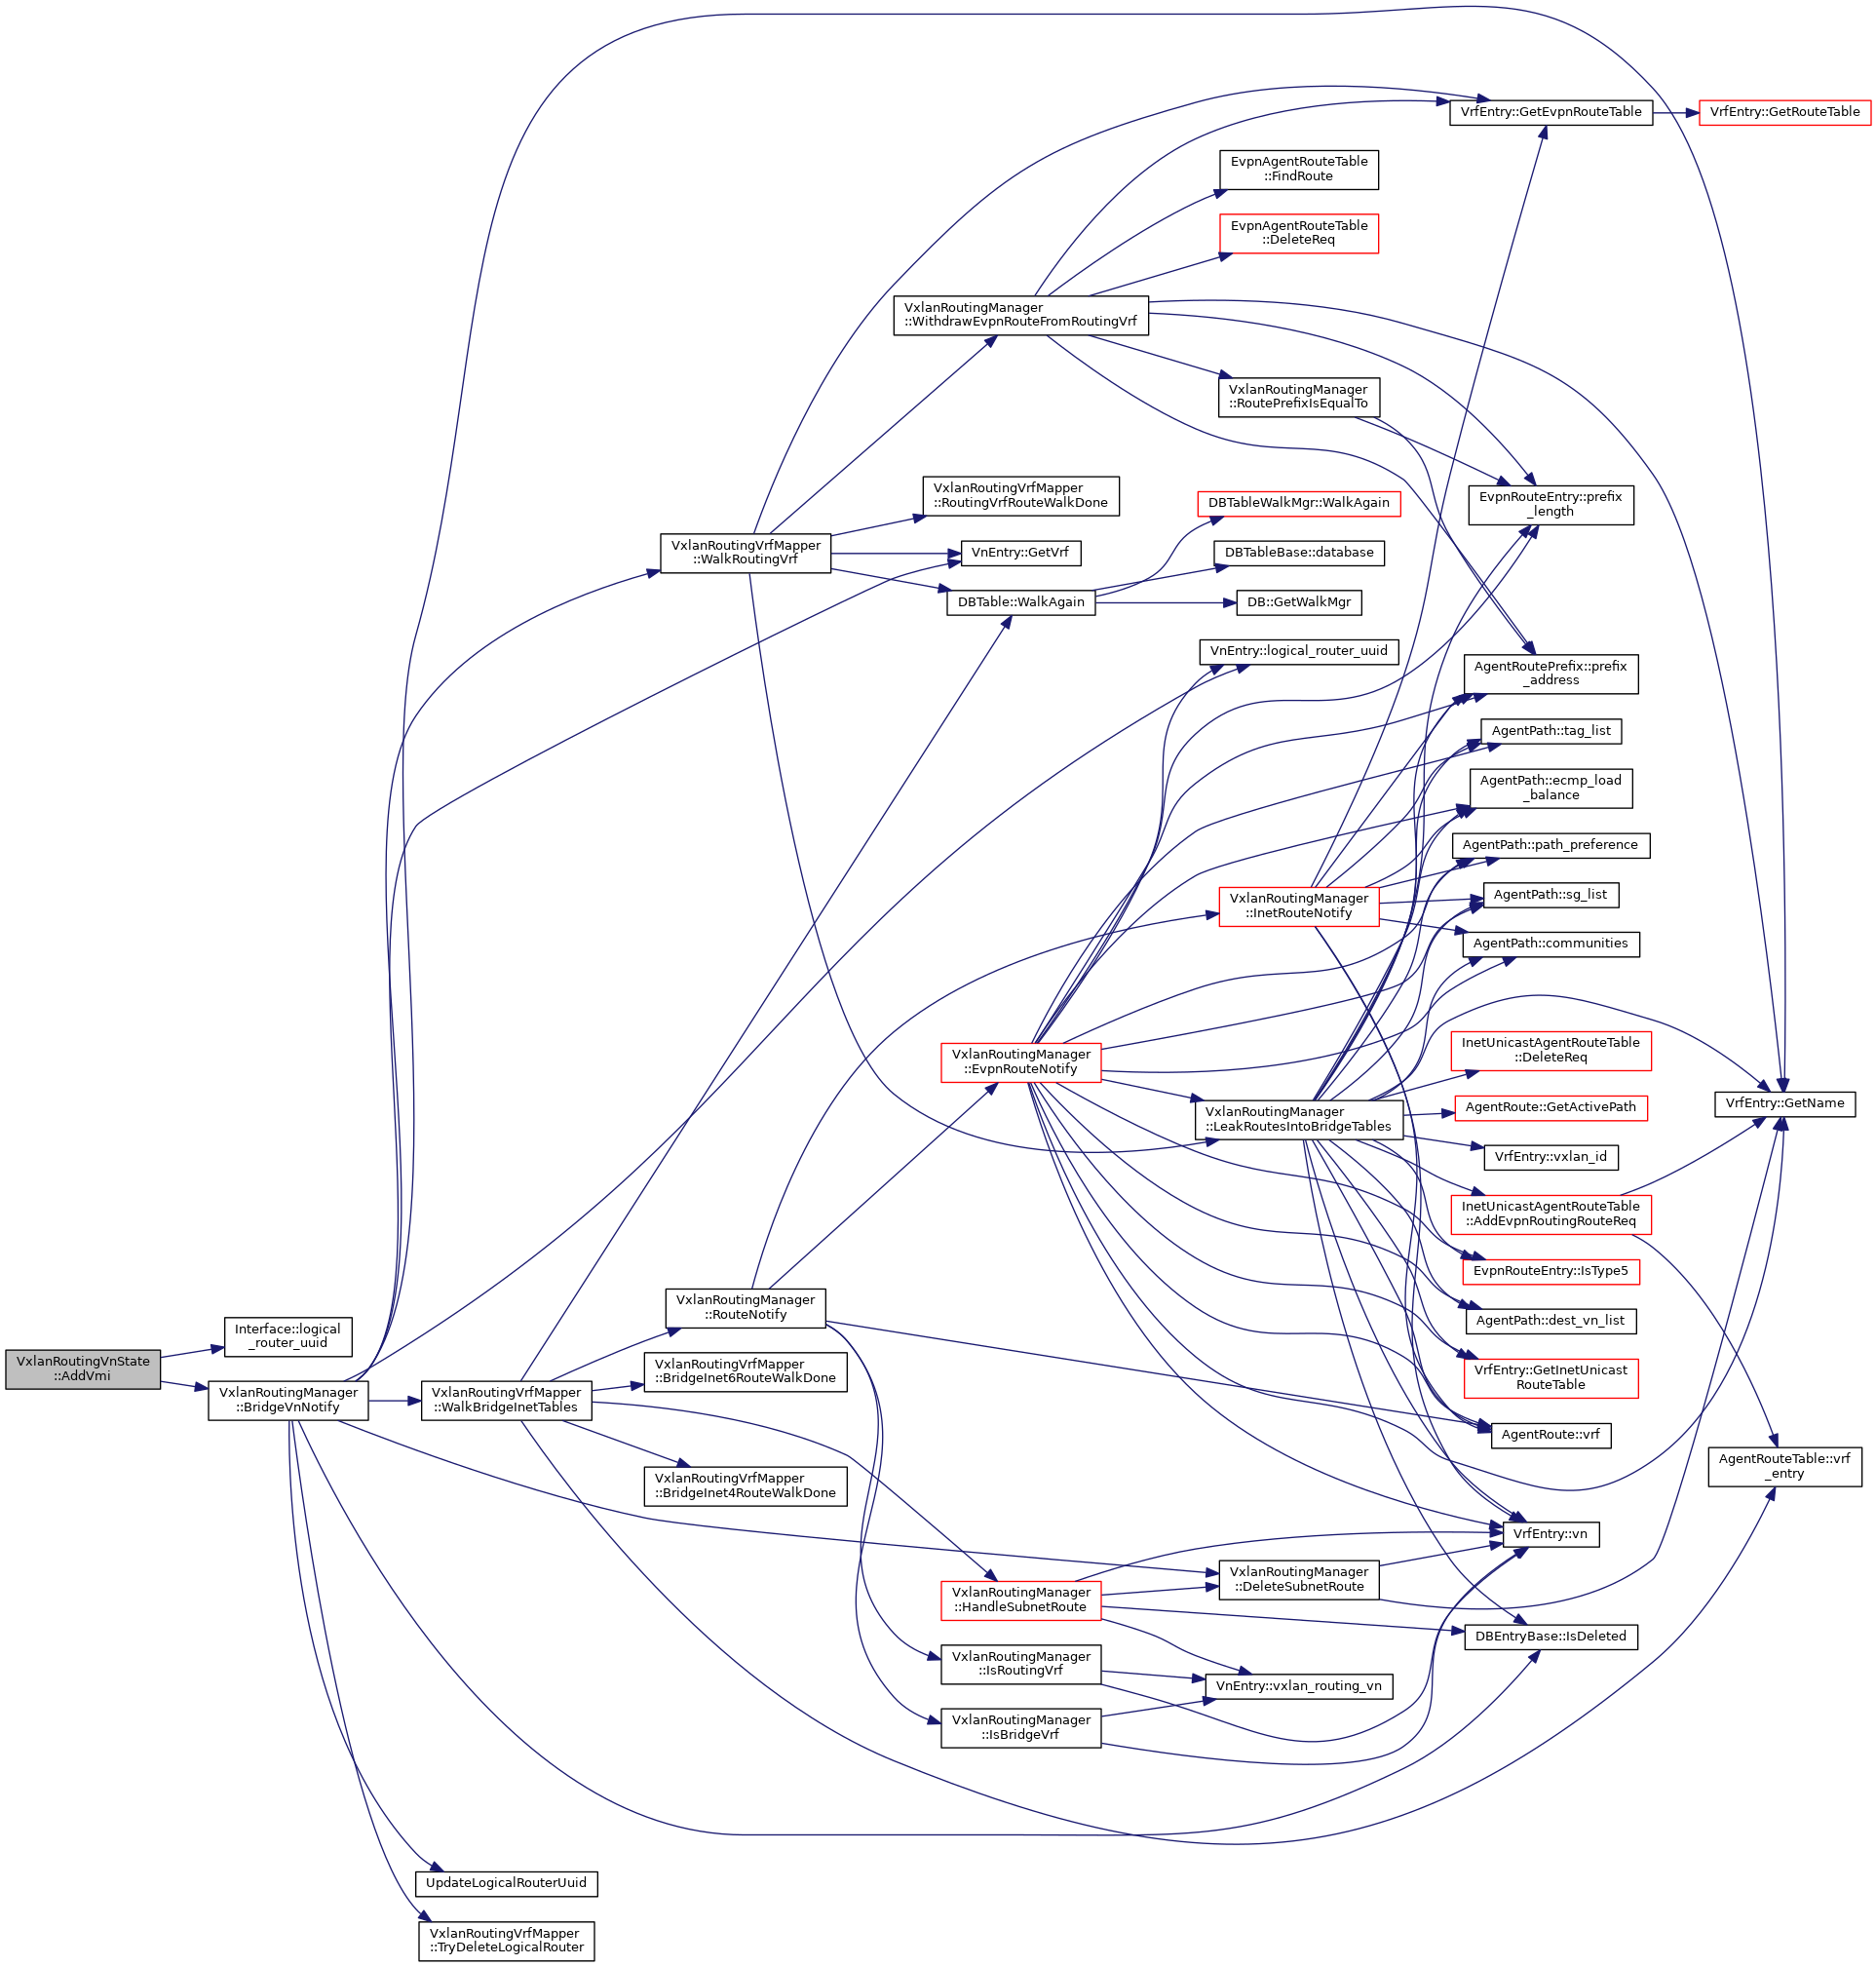 VrfEntry::GetEvpnRouteTable
VrfEntry::GetRouteTable
EvpnAgentRouteTable
::FindRoute
EvpnAgentRouteTable
::DeleteReq
VxlanRoutingManager
::WithdrawEvpnRouteFromRoutingVrf
VxlanRoutingManager
::RoutePrefixIsEqualTo
VxlanRoutingVrfMapper
::RoutingVrfRouteWalkDone
DBTableWalkMgr::WalkAgain
EvpnRouteEntry::prefix
_length
VxlanRoutingVrfMapper
::WalkRoutingVrf
VnEntry::GetVrf
DBTableBase::database
DBTable::WalkAgain
DB::GetWalkMgr
VnEntry::logical_router_uuid
AgentRoutePrefix::prefix
_address
AgentPath::tag_list
AgentPath::ecmp_load
_balance
AgentPath::path_preference
VxlanRoutingManager
::InetRouteNotify
AgentPath::sg_list
AgentPath::communities
VxlanRoutingManager
::EvpnRouteNotify
InetUnicastAgentRouteTable
::DeleteReq
VxlanRoutingManager
::LeakRoutesIntoBridgeTables
AgentRoute::GetActivePath
VrfEntry::GetName
VrfEntry::vxlan_id
InetUnicastAgentRouteTable
::AddEvpnRoutingRouteReq
EvpnRouteEntry::IsType5
VxlanRoutingManager
::RouteNotify
AgentPath::dest_vn_list
Interface::logical
_router_uuid
VxlanRoutingVnState
::AddVmi
VxlanRoutingVrfMapper
::BridgeInet6RouteWalkDone
VrfEntry::GetInetUnicast
RouteTable
VxlanRoutingManager
::BridgeVnNotify
VxlanRoutingVrfMapper
::WalkBridgeInetTables
AgentRoute::vrf
AgentRouteTable::vrf
_entry
VxlanRoutingVrfMapper
::BridgeInet4RouteWalkDone
VrfEntry::vn
VxlanRoutingManager
::DeleteSubnetRoute
VxlanRoutingManager
::HandleSubnetRoute
DBEntryBase::IsDeleted
VxlanRoutingManager
::IsRoutingVrf
VnEntry::vxlan_routing_vn
VxlanRoutingManager
::IsBridgeVrf
UpdateLogicalRouterUuid
VxlanRoutingVrfMapper
::TryDeleteLogicalRouter